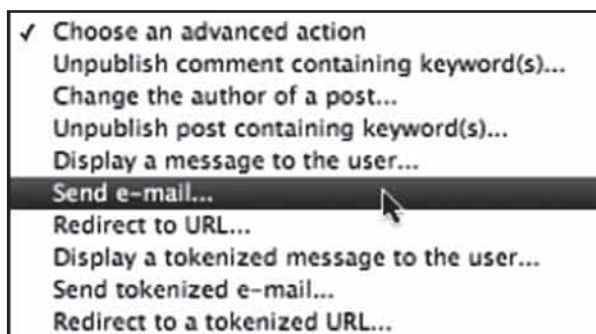 ✓ Choose an advanced action
Unpublish comment containing keyword(s)...
Change the author of a post...
Unpublish post containing keyword(s)...
Display a message to the user...
Send e-mail...
Redirect to URL...
Display a tokenized message to the user...
Send tokenized e-mail...
Redirect to a tokenized URL...